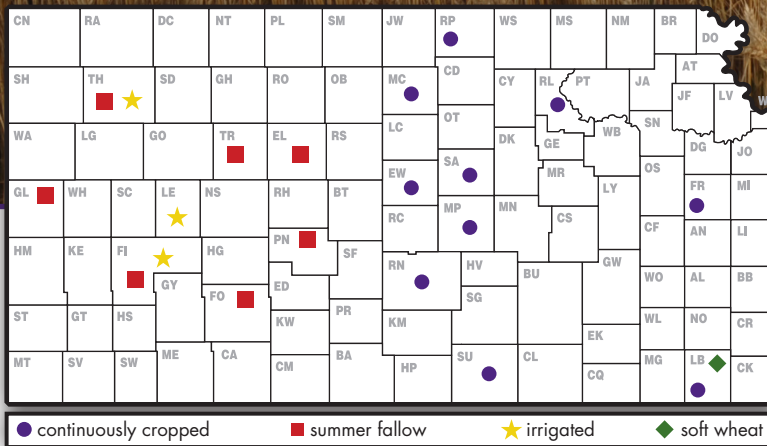 CN RA DC NT PL SM JW RP WS MS NM BR DO
SH TH SD GH RO OB MC CD CY RL PT JA AT JF LV
WA LG GO TR EL RS LC OT DK GE WB SN DG JO
GL WH SC LE NS RH BT EW SA MR LY OS FR MI
HM KE FI HG PN SF RC MP MN CS CF AN LI
GY FO ED RN HV BU GW WO AL BB
ST GT HS KW PR KM SG EK WL NO CR
MT SV SW ME CA CM BA HP SU CL CQ MG LB CK
continuously cropped summer fallow irrigated soft wheat